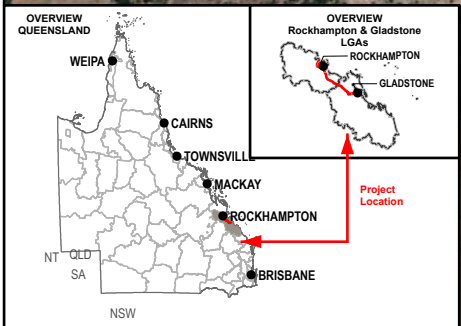 OVERVIEW
QUEENSLAND
WEIPA
CAIRNS
TOWNSVILLE
MACKAY
ROCKHAMPTON
BRISBANE
NT
QLD
SA
NSW
OVERVIEW
Rockhampton & Gladstone
LGAs
ROCKHAMPTON
GLADSTONE
Project
Location